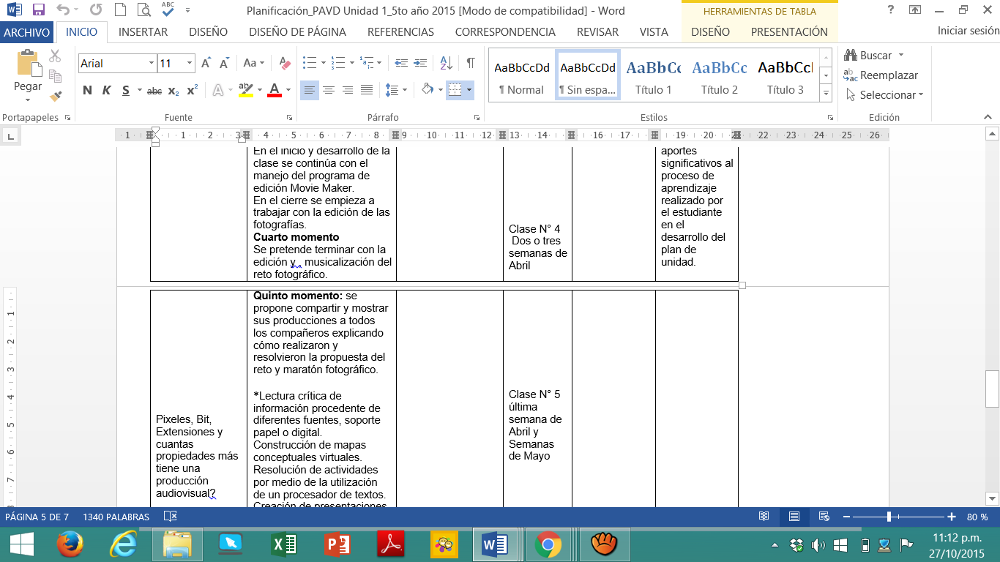 Planificación_PAVD Unidad 1_5to año 2015 [Modo de compatibilidad] - Word
HERRAMIENTAS DE TABLA
ABC
?
ARCHIVO INICIO INSERTAR DISEÑO DISEÑO DE PÁGINA REFERENCIAS CORRESPONDENCIA REVISAR VISTA DISEÑO PRESENTACIÓN Iniciar sesión
Pegar
Portapapeles
Arial 11
N K S abc x₂ x² A A
Aa
Fuente
Párrafo
AaBbCcDd AaBbCcDd AaBbCc AaBbCc AaBbCcI
¶ Normal ¶ Sin espa... Título 1 Título 2 Título 3
Estilos
Buscar
Reemplazar
Seleccionar
Edición
1 1 2 3 4 5 6 7 8 9 10 11 12 13 14 16 17 19 20 21 22 23 24 25 26
En el inicio y desarrollo de la
clase se continúa con el
manejo del programa de
edición Movie Maker.
En el cierre se empieza a
trabajar con la edición de las
fotografías.
Cuarto momento
Se pretende terminar con la
edición y , musicalización del
reto fotográfico.
Clase N° 4
Dos o tres
semanas de
Abril
aportes
significativos al
proceso de
aprendizaje
realizado por
el estudiante
en el
desarrollo del
plan de
unidad.
Pixeles, Bit,
Extensiones y
cuantas
propiedades más
tiene una
producción
audiovisual?
Quinto momento: se
propone compartir y mostrar
sus producciones a todos
los compañeros explicando
cómo realizaron y
resolvieron la propuesta del
reto y maratón fotográfico.
*Lectura crítica de
información procedente de
diferentes fuentes, soporte
papel o digital.
Construcción de mapas
conceptuales virtuales.
Resolución de actividades
por medio de la utilización
de un procesador de textos.
Creación de presentaciones
Clase N° 5
última
semana de
Abril y
Semanas
de Mayo
1
2
3
4
5
6
7
PÁGINA 5 DE 7 1340 PALABRAS 80 %
11:12 p.m.
27/10/2015